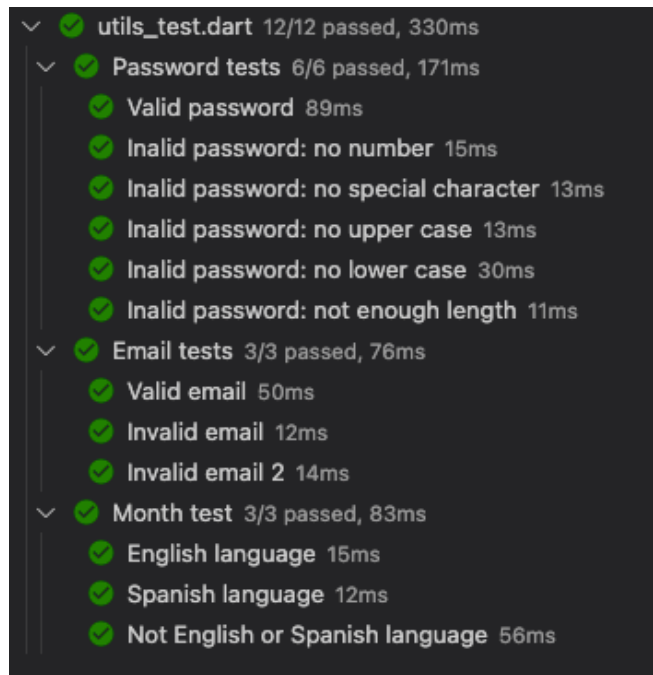 utils_test.dart 12/12 passed, 330ms
Password tests 6/6 passed, 171ms
Valid password 89ms
Inalid password: no number 15ms
Inalid password: no special character 13ms
Inalid password: no upper case 13ms
Inalid password: no lower case 30ms
Inalid password: not enough length 11ms
Email tests 3/3 passed, 76ms
Valid email 50ms
Invalid email 12ms
Invalid email 2 14ms
Month test 3/3 passed, 83ms
English language 15ms
Spanish language 12ms
Not English or Spanish language 56ms